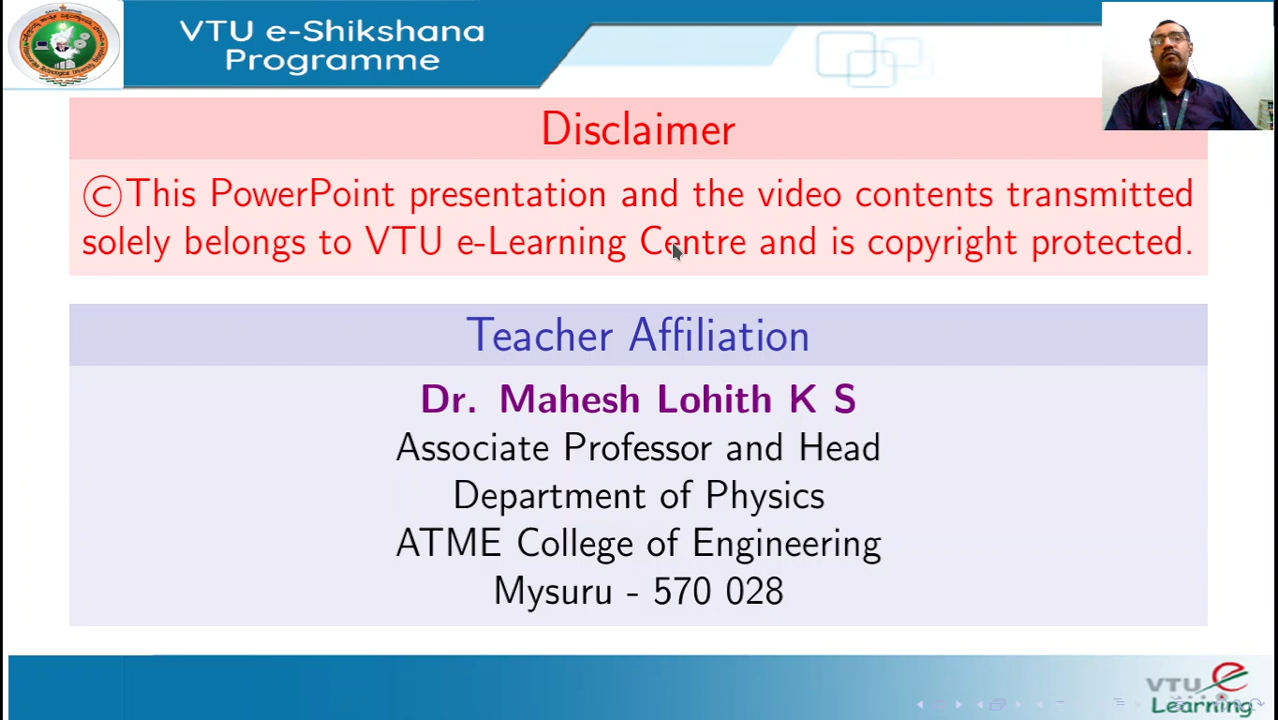 VTU e-Shikshana
Programme
Disclaimer
©This PowerPoint presentation and the video contents transmitted
solely belongs to VTU e-Learning Centre and is copyright protected.
Teacher Affiliation
Dr. Mahesh Lohith K S
Associate Professor and Head
Department of Physics
ATME College of Engineering
Mysuru - 570 028
VTU e
Learning